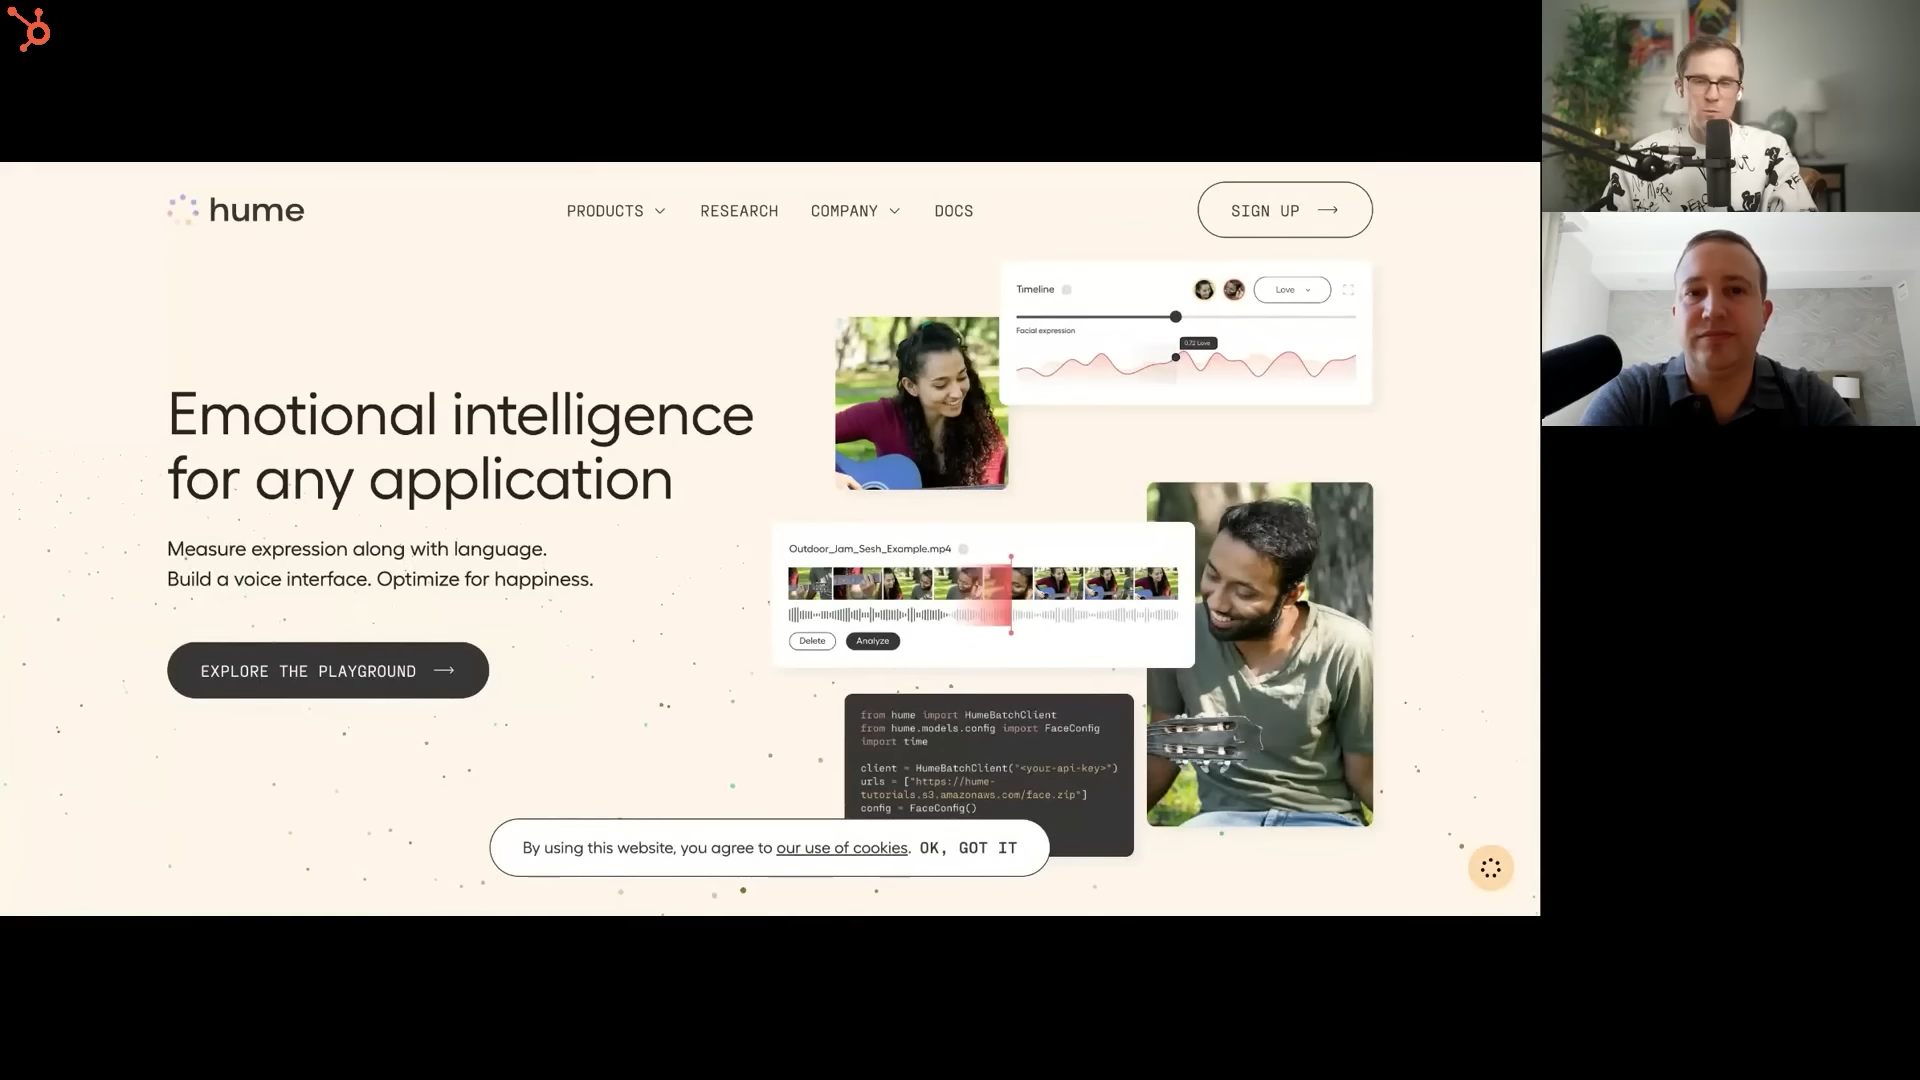 hume
PRODUCTS
RESEARCH
COMPANY
DOCS
SIGN UP
Emotional intelligence
for any application
Measure expression along with language.
Build a voice interface. Optimize for happiness.
EXPLORE THE PLAYGROUND
Timeline
Love
Facial expression
0.72 Love
Outdoor_Jam_Sesh_Example.mp4
Delete
Analyze
from hume import HumeBatchClient
from hume.models.config import FaceConfig
import time
client = HumeBatchClient("<your-api-key>")
urls = ["https://hume-
tutorials.s3.amazonaws.com/face.zip"]
config = FaceConfig()
By using this website, you agree to our use of cookies. OK, GOT IT